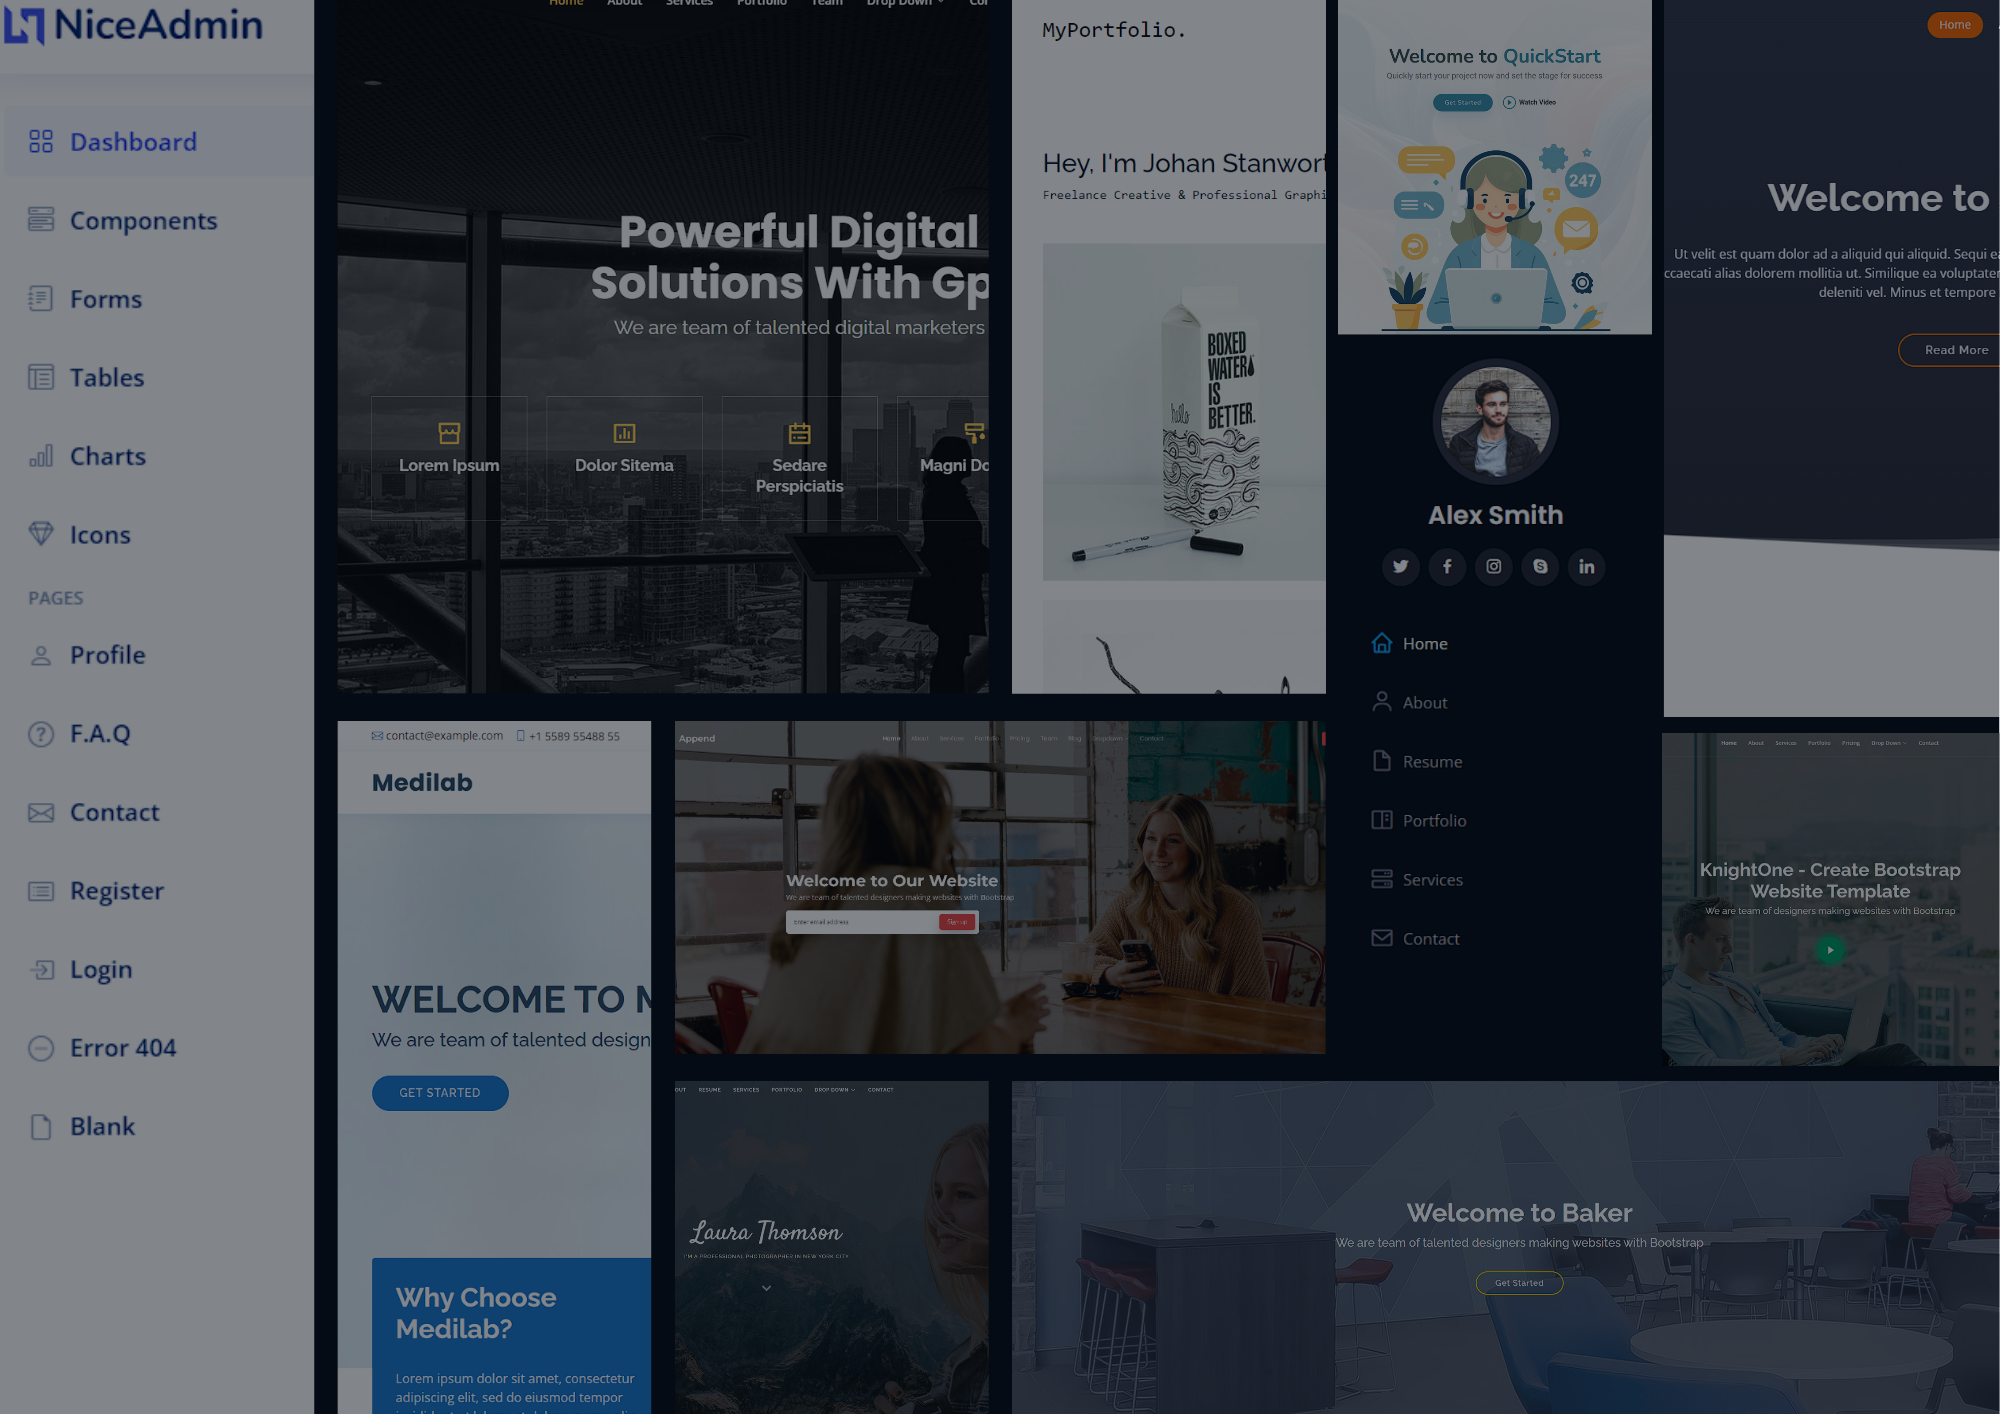 NiceAdmin
Dashboard
Components
Forms
Tables
Charts
Icons
PAGES
Profile
F.A.Q
Contact
Register
Login
Error 404
Blank
Home About Services Portfolio Team Drop Down
Powerful Digital
Solutions With Gp
We are team of talented digital marketers
Lorem Ipsum
Dolor Sitema
Sedare
Perspiciatis
Magni Do
MyPortfolio.
Hey, I'm Johan Stanwort
Freelance Creative & Professional Graphi
BOXED
WATER
IS
BETTER.
hello
Welcome to QuickStart
Quickly start your project now and set the stage for success
Get Started
Watch Video
247
Alex Smith
Home
About
Resume
Portfolio
Services
Contact
Home
Welcome to
Ut velit est quam dolor ad a aliquid qui aliquid. Sequi ea
ccaecati alias dolorem mollitia ut. Similique ea voluptaten
deleniti vel. Minus et tempore
Read More
contact@example.com +1 5589 55488 55
Medilab
WELCOME TO M
We are team of talented design
GET STARTED
Why Choose
Medilab?
Lorem ipsum dolor sit amet, consectetur
adipiscing elit, sed do eiusmod tempor
Append
Home About Services Portfolio Pricing Team Blog Dropdown Contact
Welcome to Our Website
We are team of talented designers making websites with Bootstrap
Enter email address
Sign up
Home About Services Portfolio Pricing Drop Down Contact
KnightOne - Create Bootstrap
Website Template
We are team of designers making websites with Bootstrap
OUT RESUME SERVICES PORTFOLIO DROP DOWN CONTACT
Laura Thomson
I'M A PROFESSIONAL PHOTOGRAPHER IN NEW YORK CITY
Welcome to Baker
We are team of talented designers making websites with Bootstrap
Get Started